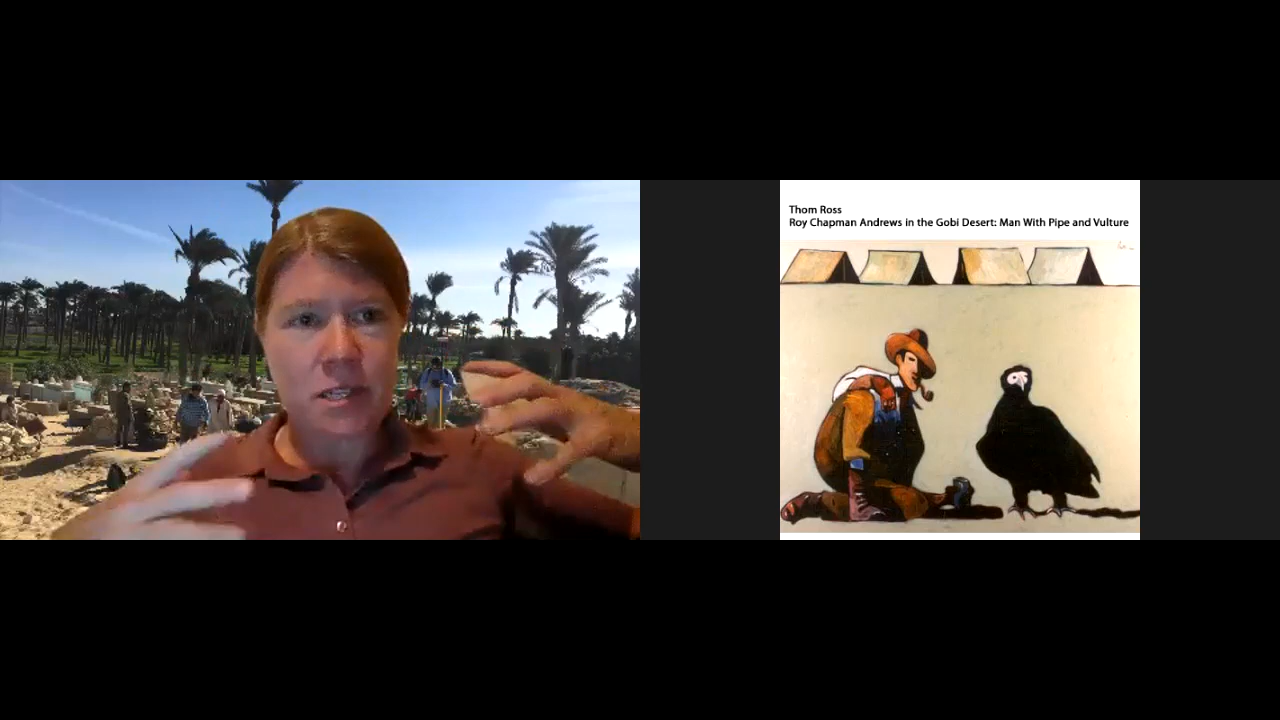 Thom Ross
Roy Chapman Andrews in the Gobi Desert: Man With Pipe and Vulture